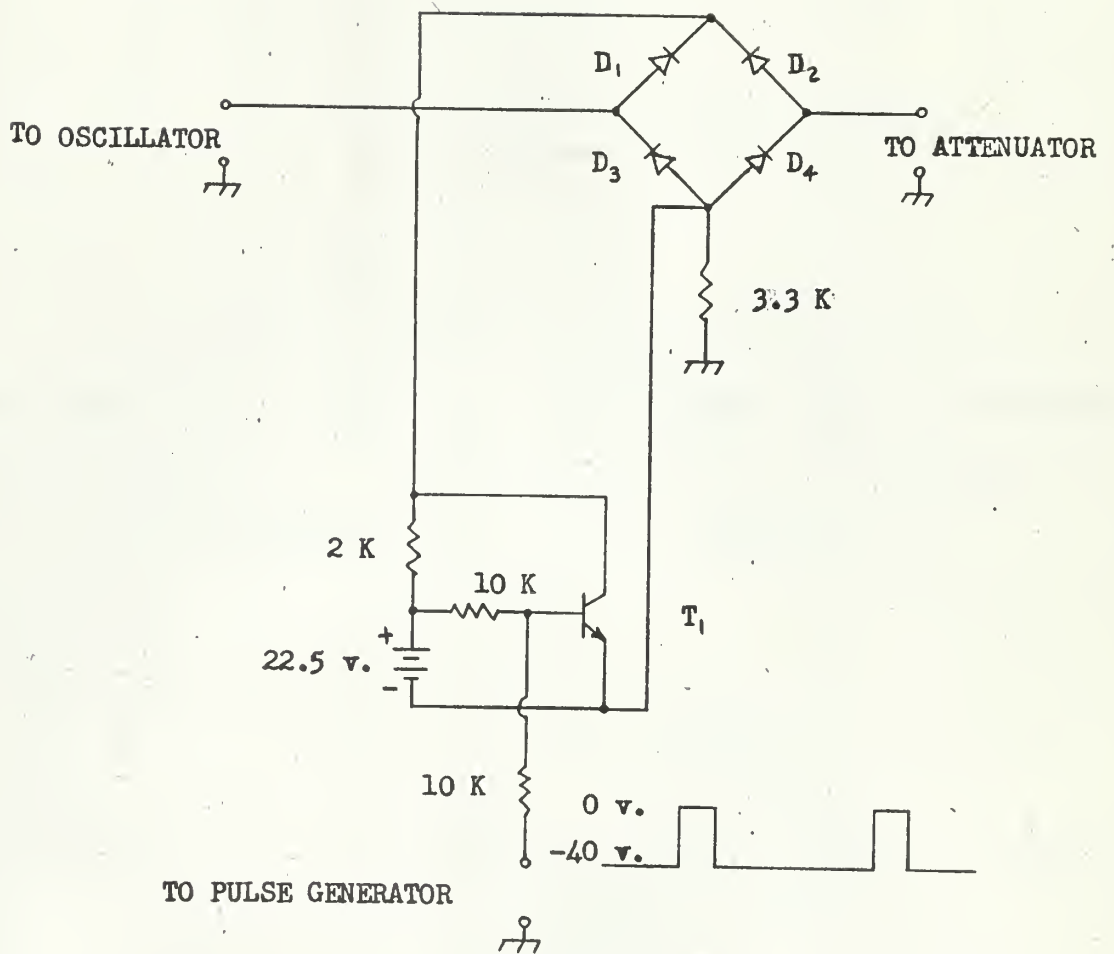 D₁
D₂
TO OSCILLATOR
TO ATTENUATOR
D₃
D₄
3.3 K
2 K
10 K
T₁
+
22.5 v.
-
10 K
0 v.
-40 v.
TO PULSE GENERATOR